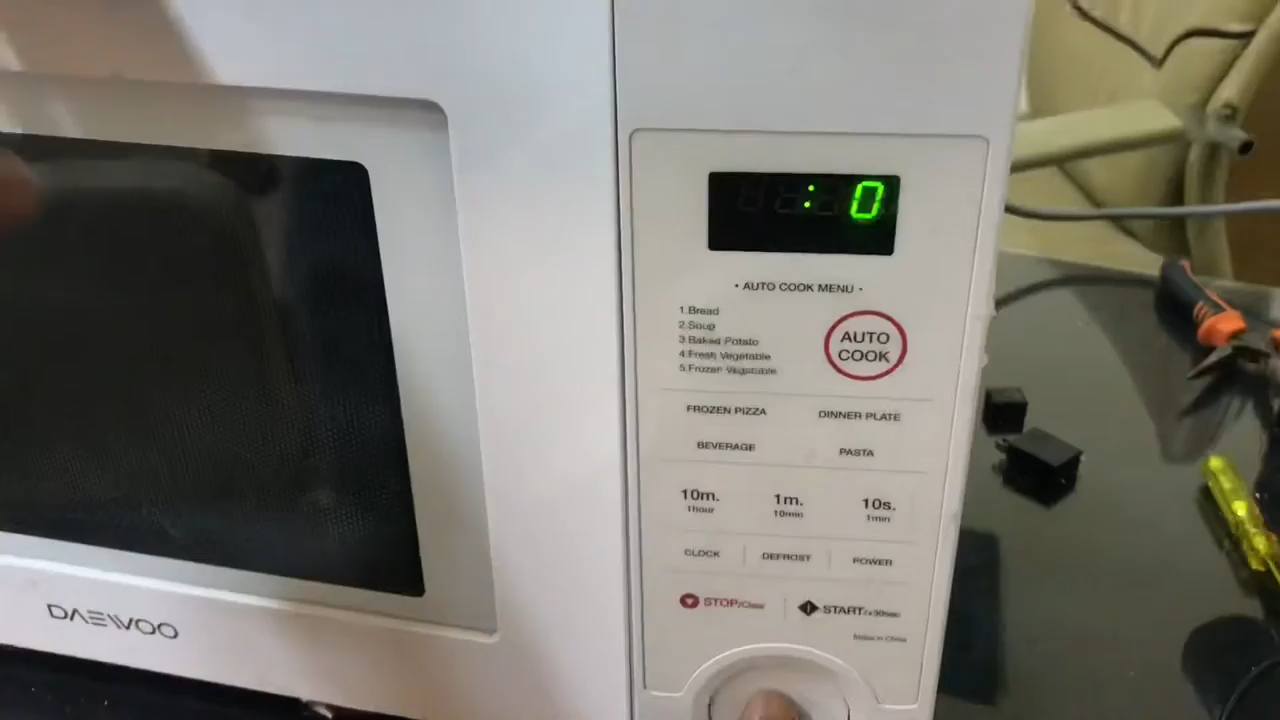 : 0
• AUTO COOK MENU •
1.Bread
2.Soup
3.Baked Potato
4.Fresh Vegetable
5.Frozen Vegetable
AUTO
COOK
FROZEN PIZZA DINNER PLATE
BEVERAGE PASTA
10m. 1m. 10s.
1hour 10min 1min
CLOCK DEFROST POWER
STOP/Clear START/+30sec
Made in China
DAEWOO